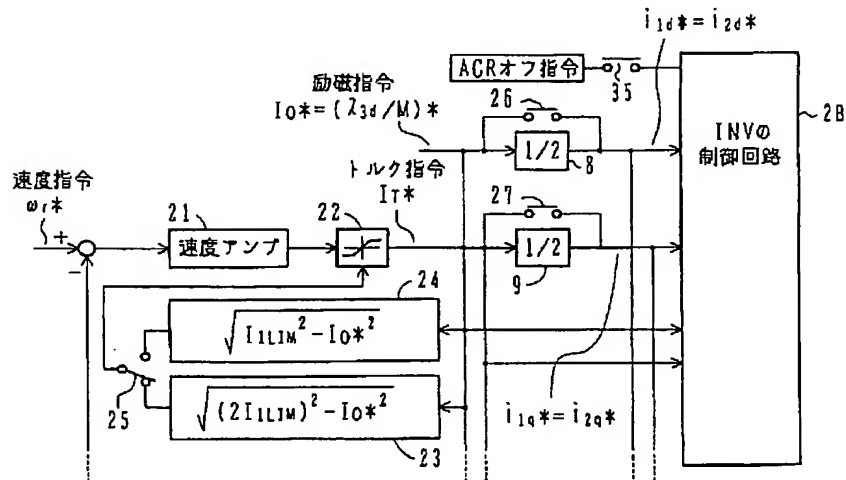 i1d*=i2d*
ACRオフ指令
35
2B
励磁指令
I0*=(λ3d/M)*
26
1/2
8
INVの
制御回路
速度指令
ωr*
+
-
21
速度アンプ
22
トルク指令
IT*
27
1/2
9
24
√I1LIM²-I0*²
25
√(2I1LIM)²-I0*²
23
i1q*=i2q*